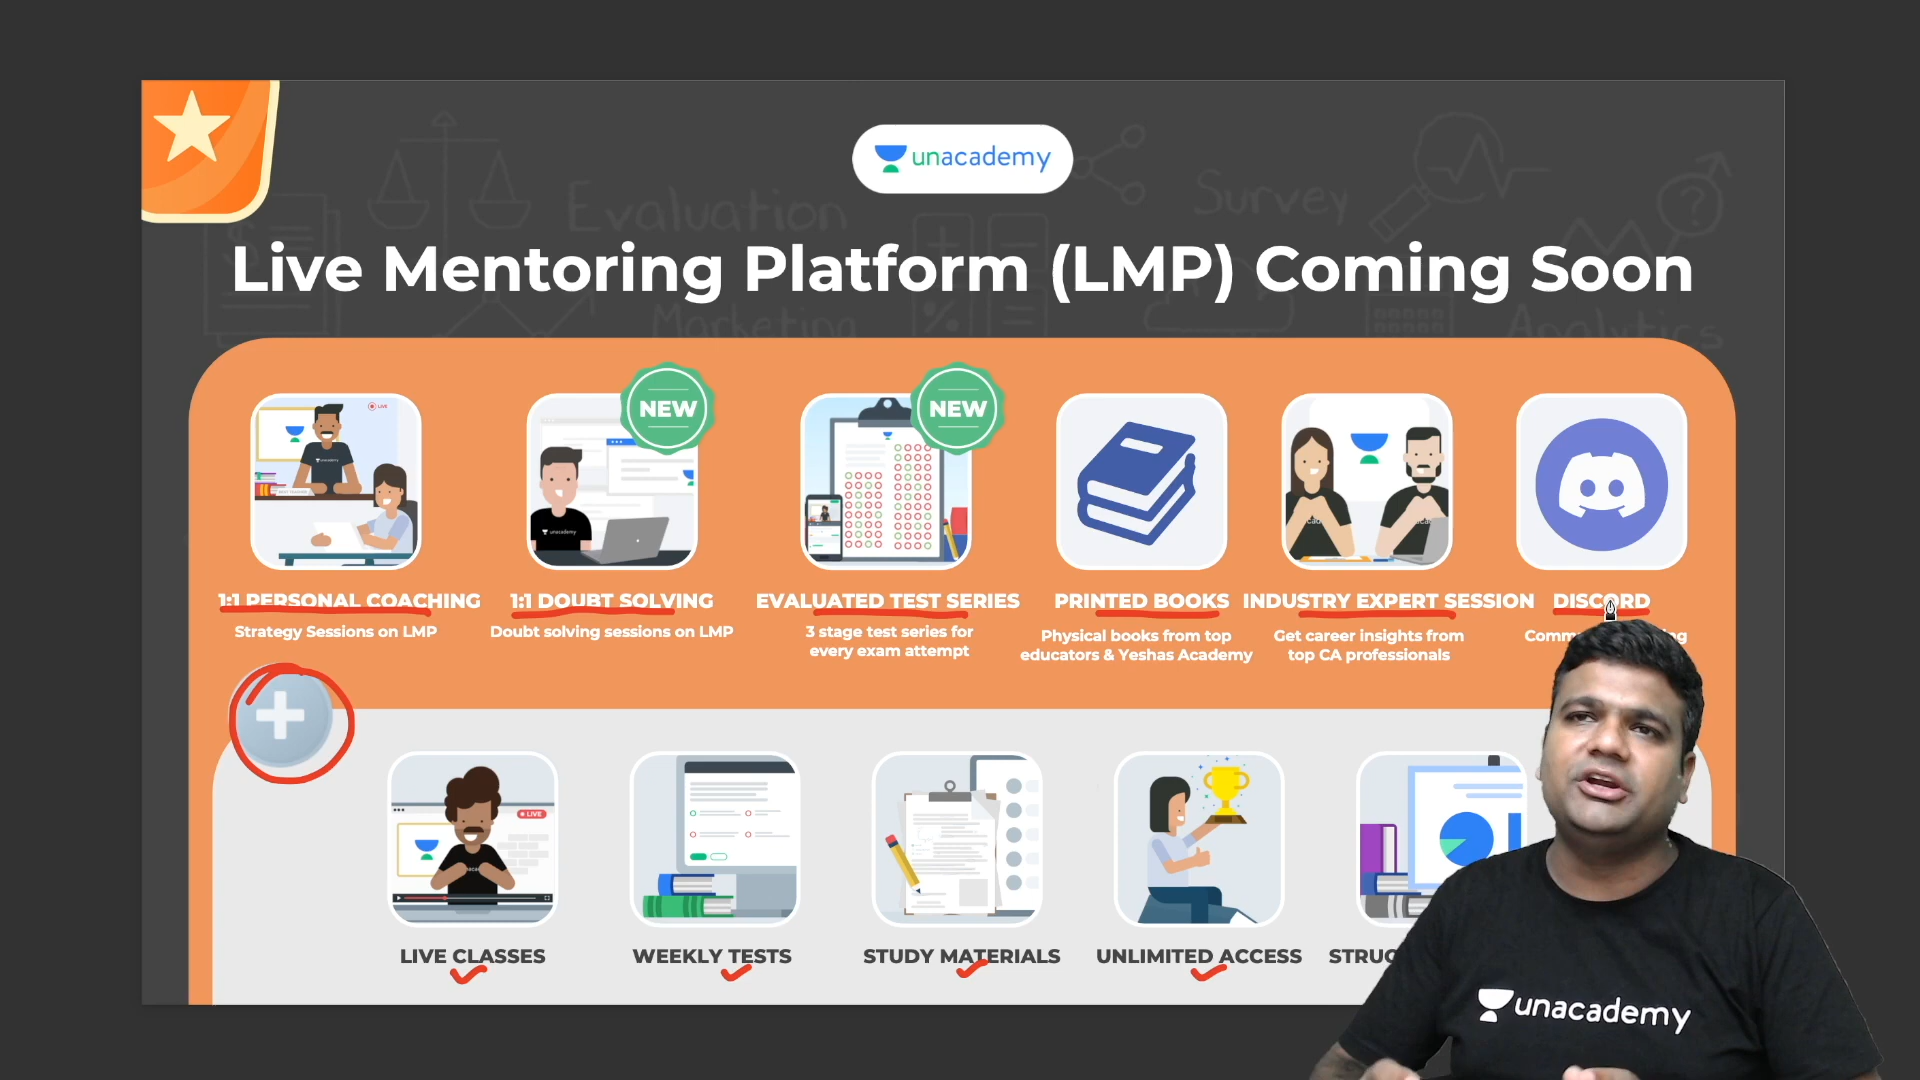 unacademy
Evaluation
Survey
Marketing
Analytics
Live Mentoring Platform (LMP) Coming Soon
NEW
NEW
LIVE
1:1 PERSONAL COACHING
Strategy Sessions on LMP
1:1 DOUBT SOLVING
Doubt solving sessions on LMP
EVALUATED TEST SERIES
3 stage test series for
every exam attempt
PRINTED BOOKS
Physical books from top
educators & Yeshas Academy
INDUSTRY EXPERT SESSION
Get career insights from
top CA professionals
DISCORD
LIVE
LIVE CLASSES
WEEKLY TESTS
STUDY MATERIALS
UNLIMITED ACCESS
unacademy